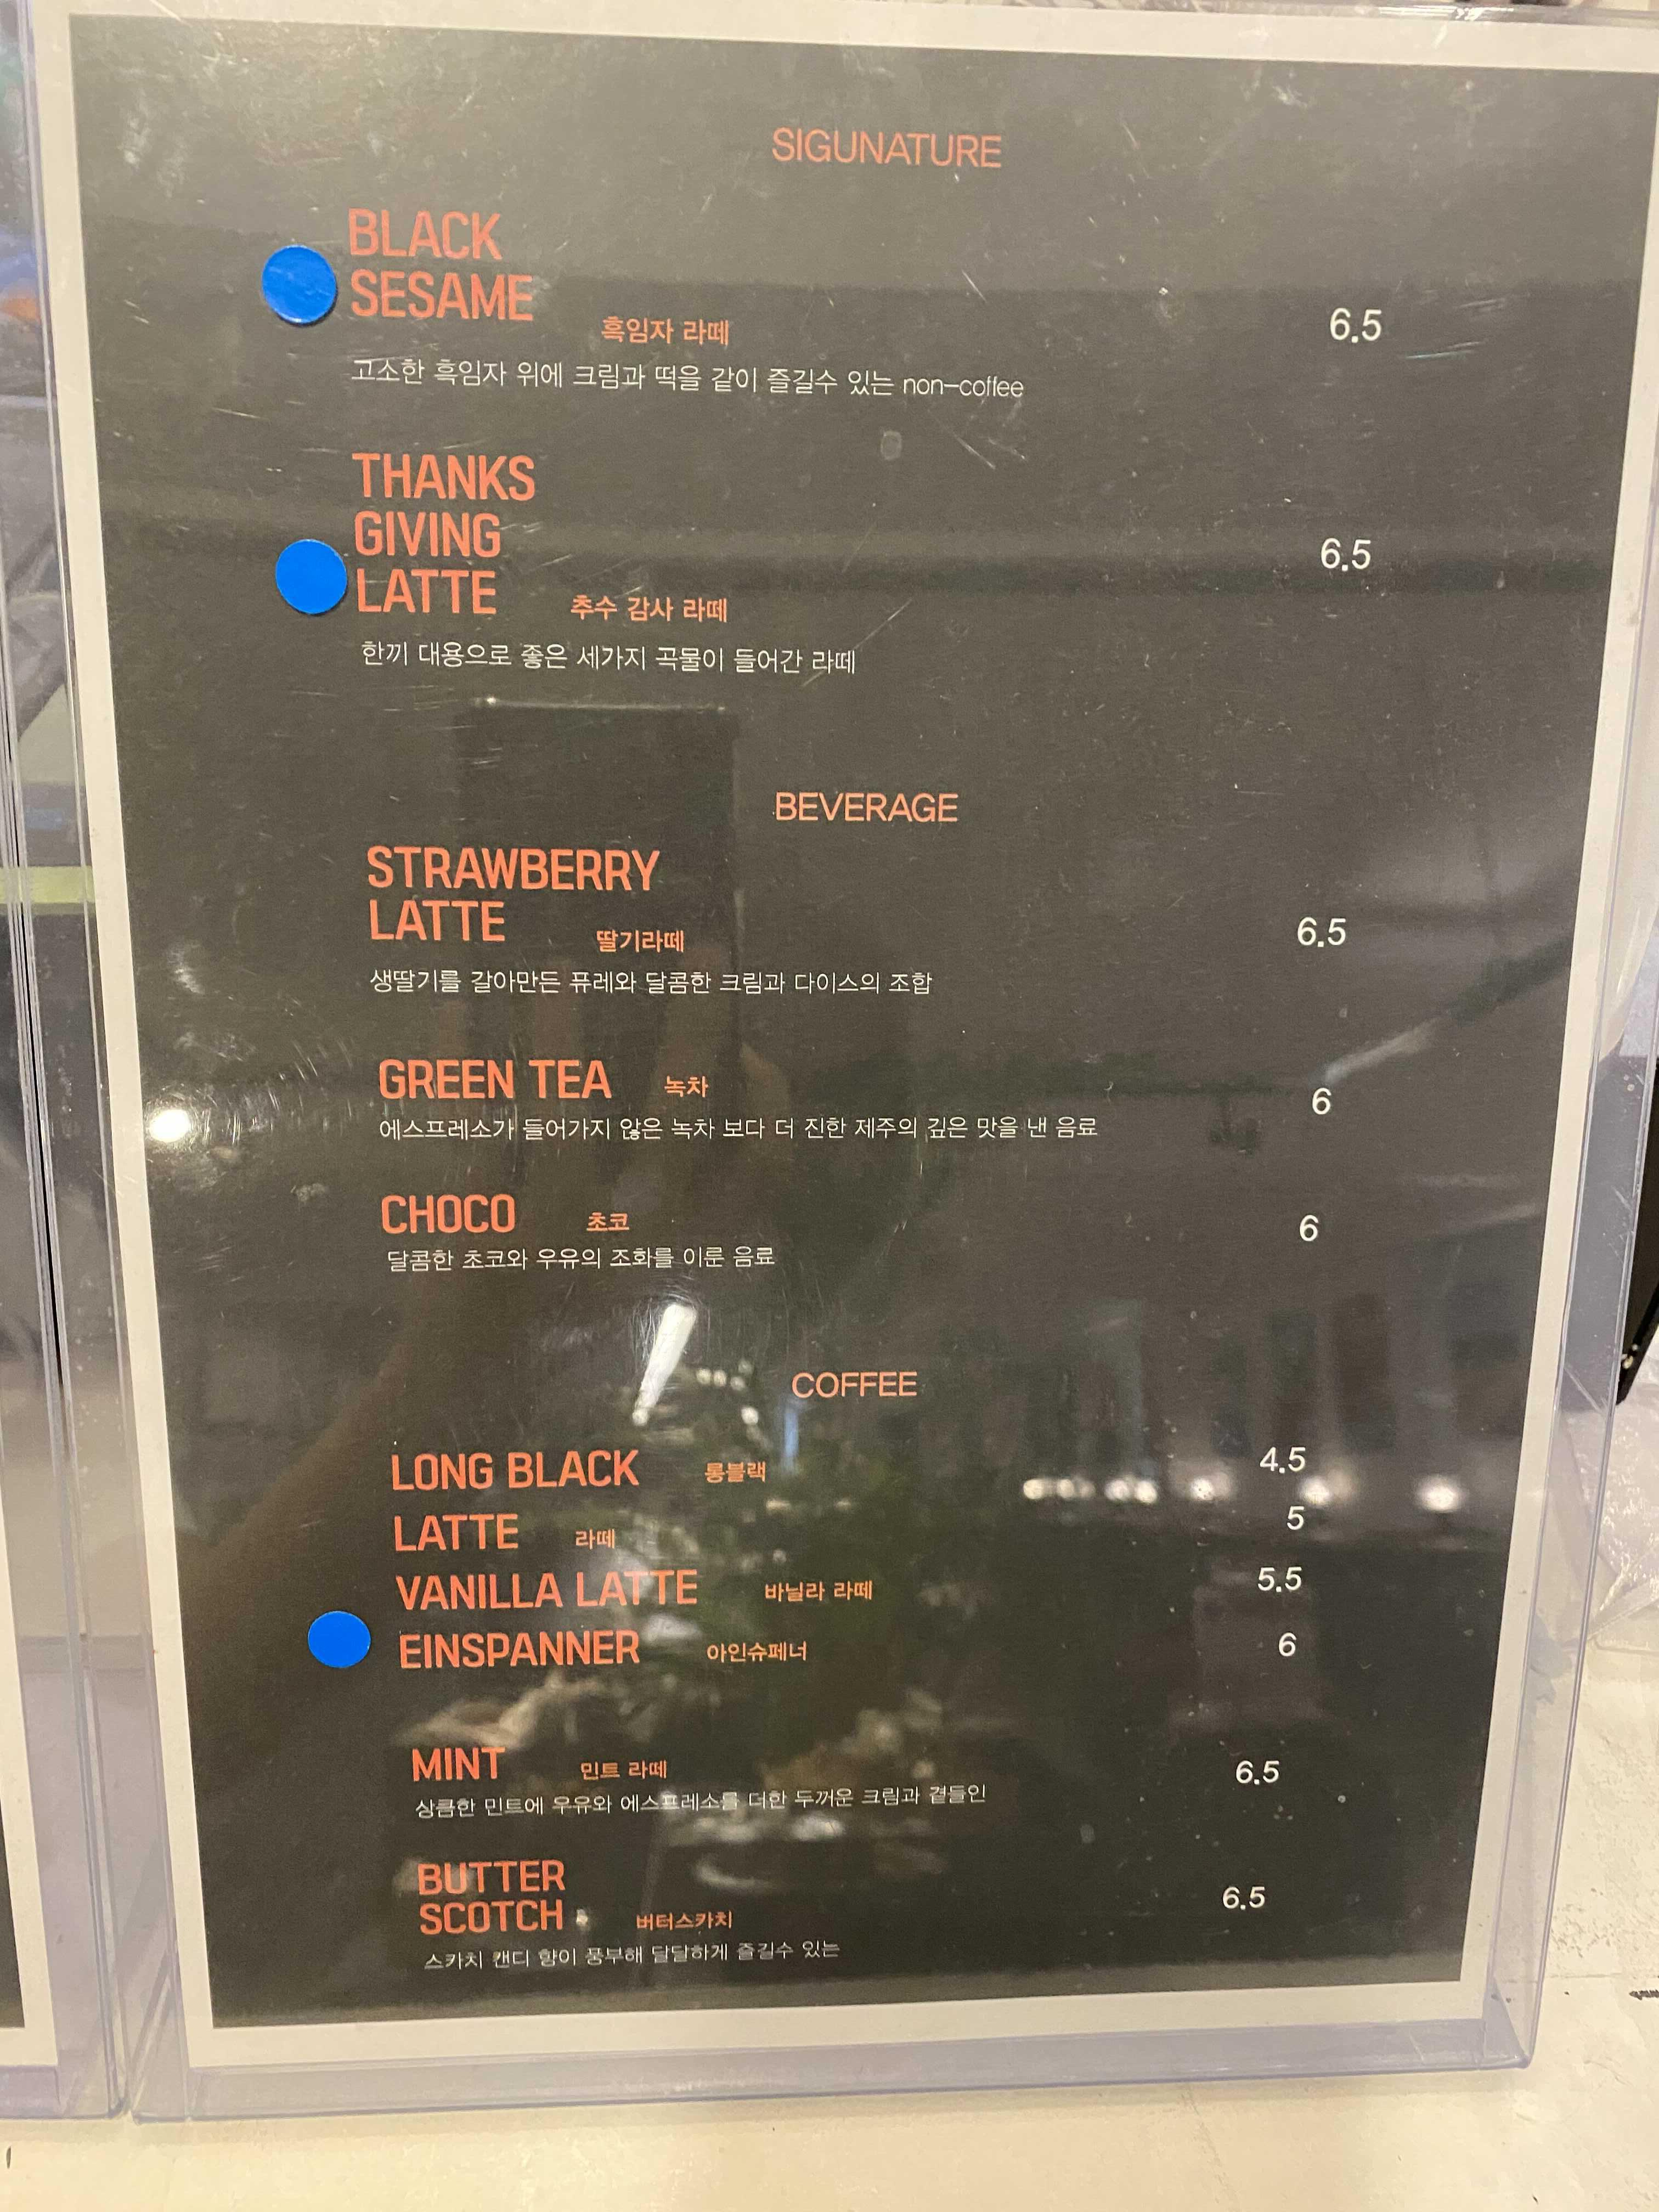 SIGUNATURE
BLACK
SESAME
흑임자 라떼
6.5
고소한 흑임자 위에 크림과 떡을 같이 즐길수 있는 non-coffee
THANKS
GIVING
LATTE
추수 감사 라떼
6.5
한끼 대용으로 좋은 세가지 곡물이 들어간 라떼
BEVERAGE
STRAWBERRY
LATTE
딸기라떼
6.5
생딸기를 갈아만든 퓨레와 달콤한 크림과 다이스의 조합
GREEN TEA 녹차
6
에스프레소가 들어가지 않은 녹차 보다 더 진한 제주의 깊은 맛을 낸 음료
CHOCO 초코
6
달콤한 초코와 우유의 조화를 이룬 음료
COFFEE
LONG BLACK 롱블랙 4.5
LATTE 라떼 5
VANILLA LATTE 바닐라 라떼 5.5
EINSPANNER 아인슈페너 6
MINT 민트 라떼 6.5
상큼한 민트에 우유와 에스프레소를 더한 두꺼운 크림과 곁들인
BUTTER
SCOTCH 버터스카치 6.5
스카치 캔디 향이 풍부해 달달하게 즐길수 있는